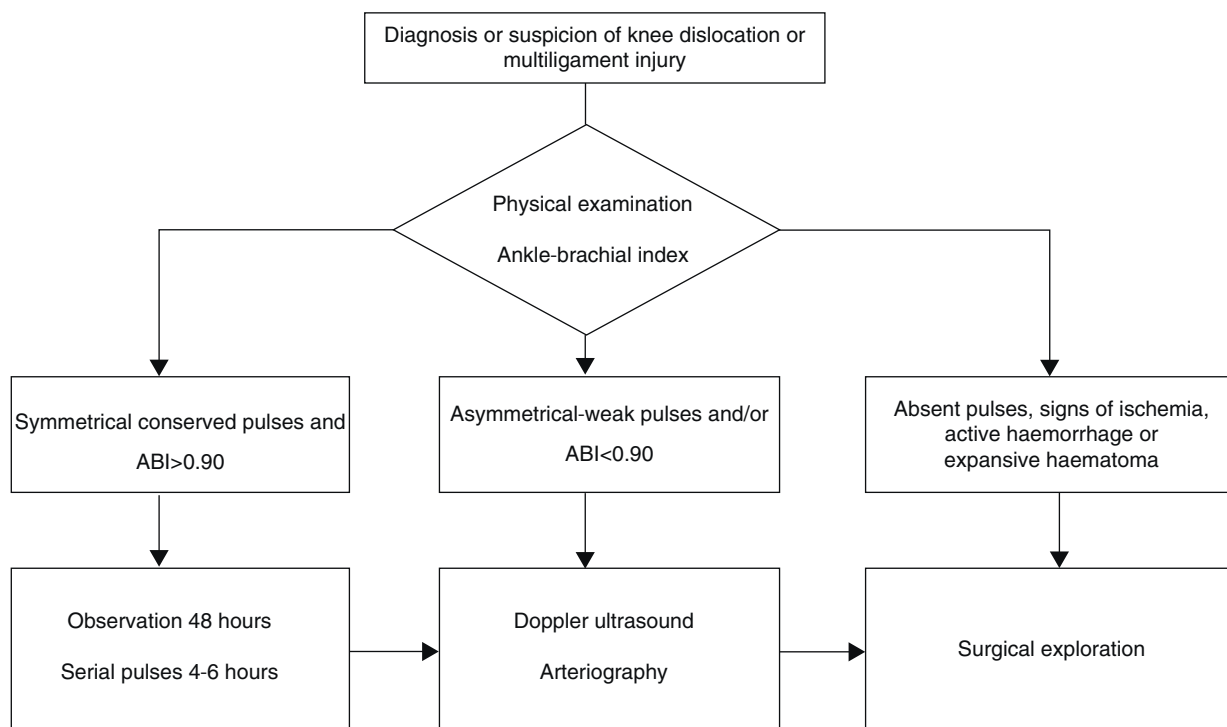 Diagnosis or suspicion of knee dislocation or
multiligament injury
Physical examination
Ankle-brachial index
Symmetrical conserved pulses and
ABI>0.90
Asymmetrical-weak pulses and/or
ABI<0.90
Absent pulses, signs of ischemia,
active haemorrhage or
expansive haematoma
Observation 48 hours
Serial pulses 4-6 hours
Doppler ultrasound
Arteriography
Surgical exploration